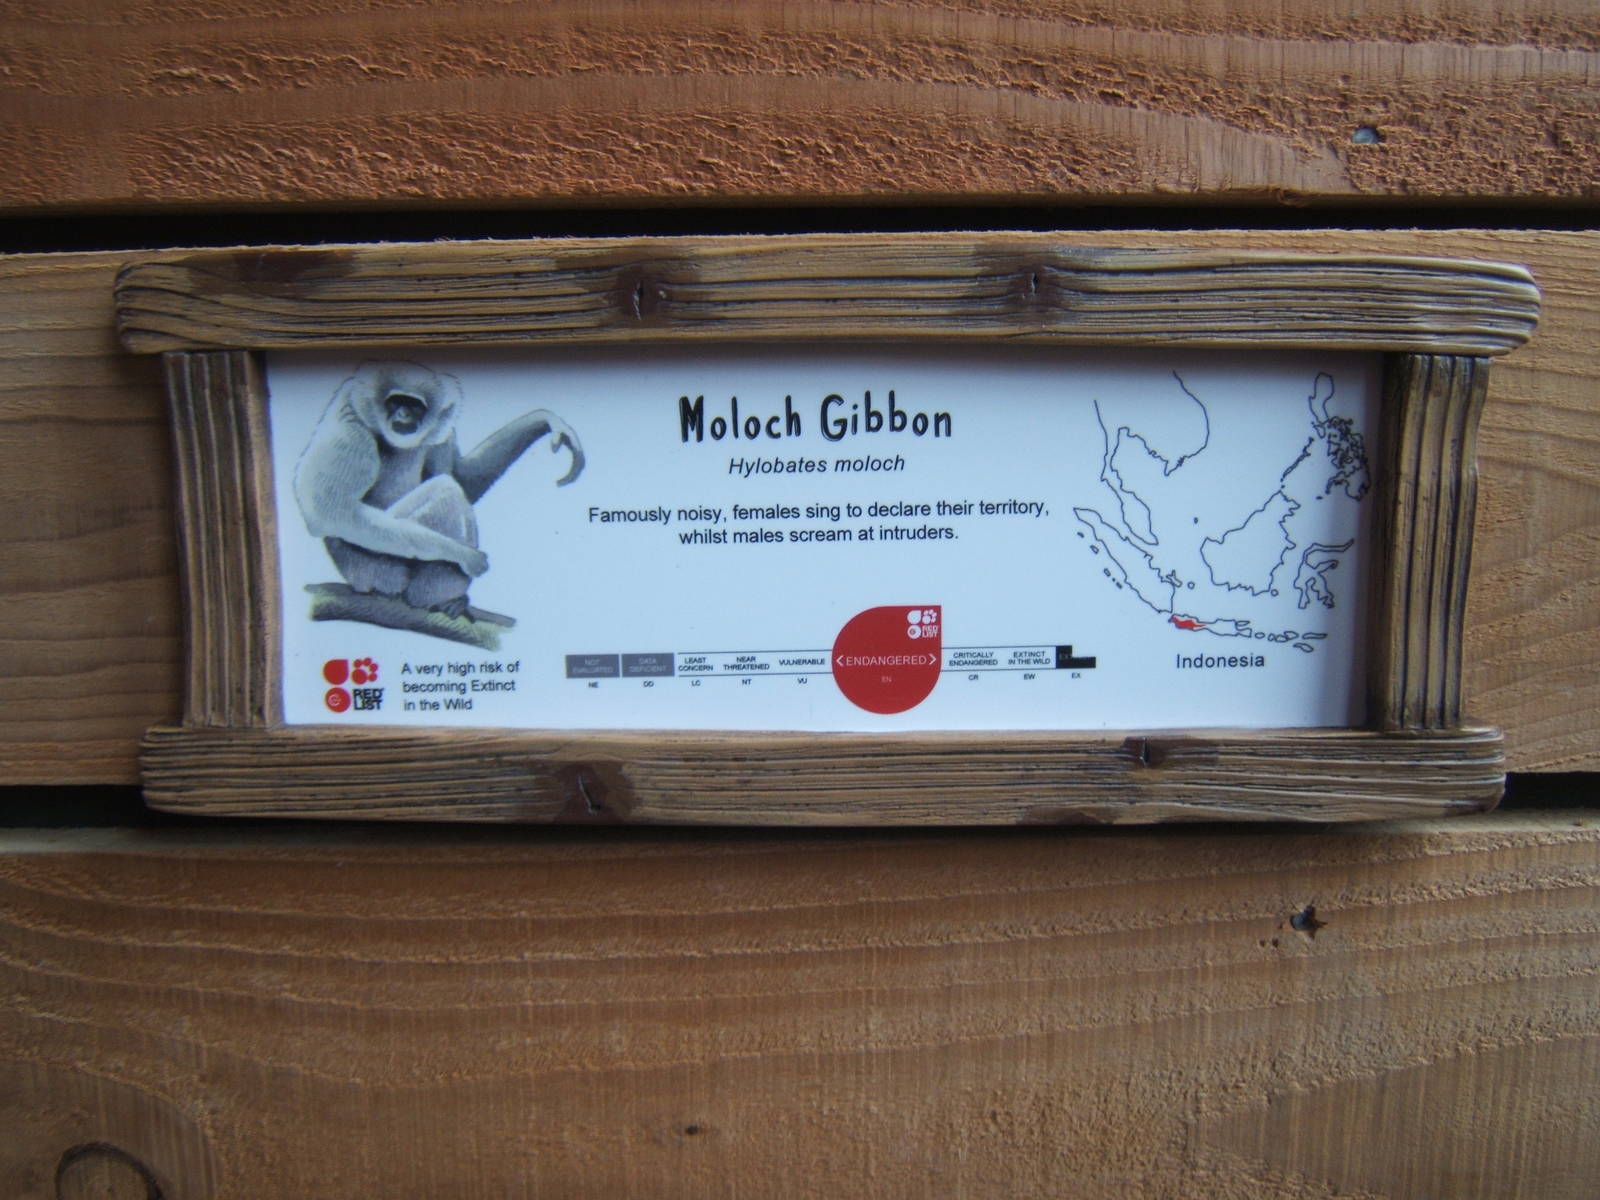 Moloch Gibbon
Hylobates moloch
Famously noisy, females sing to declare their territory,
whilst males scream at intruders.
RED LIST
NOT EVALUATED
NE
DATA DEFICIENT
DD
LEAST CONCERN
LC
NEAR THREATENED
NT
VULNERABLE
VU
<ENDANGERED>
EN
CRITICALLY ENDANGERED
CR
EXTINCT IN THE WILD
EW
EX
Indonesia
RED LIST
A very high risk of
becoming Extinct
in the Wild